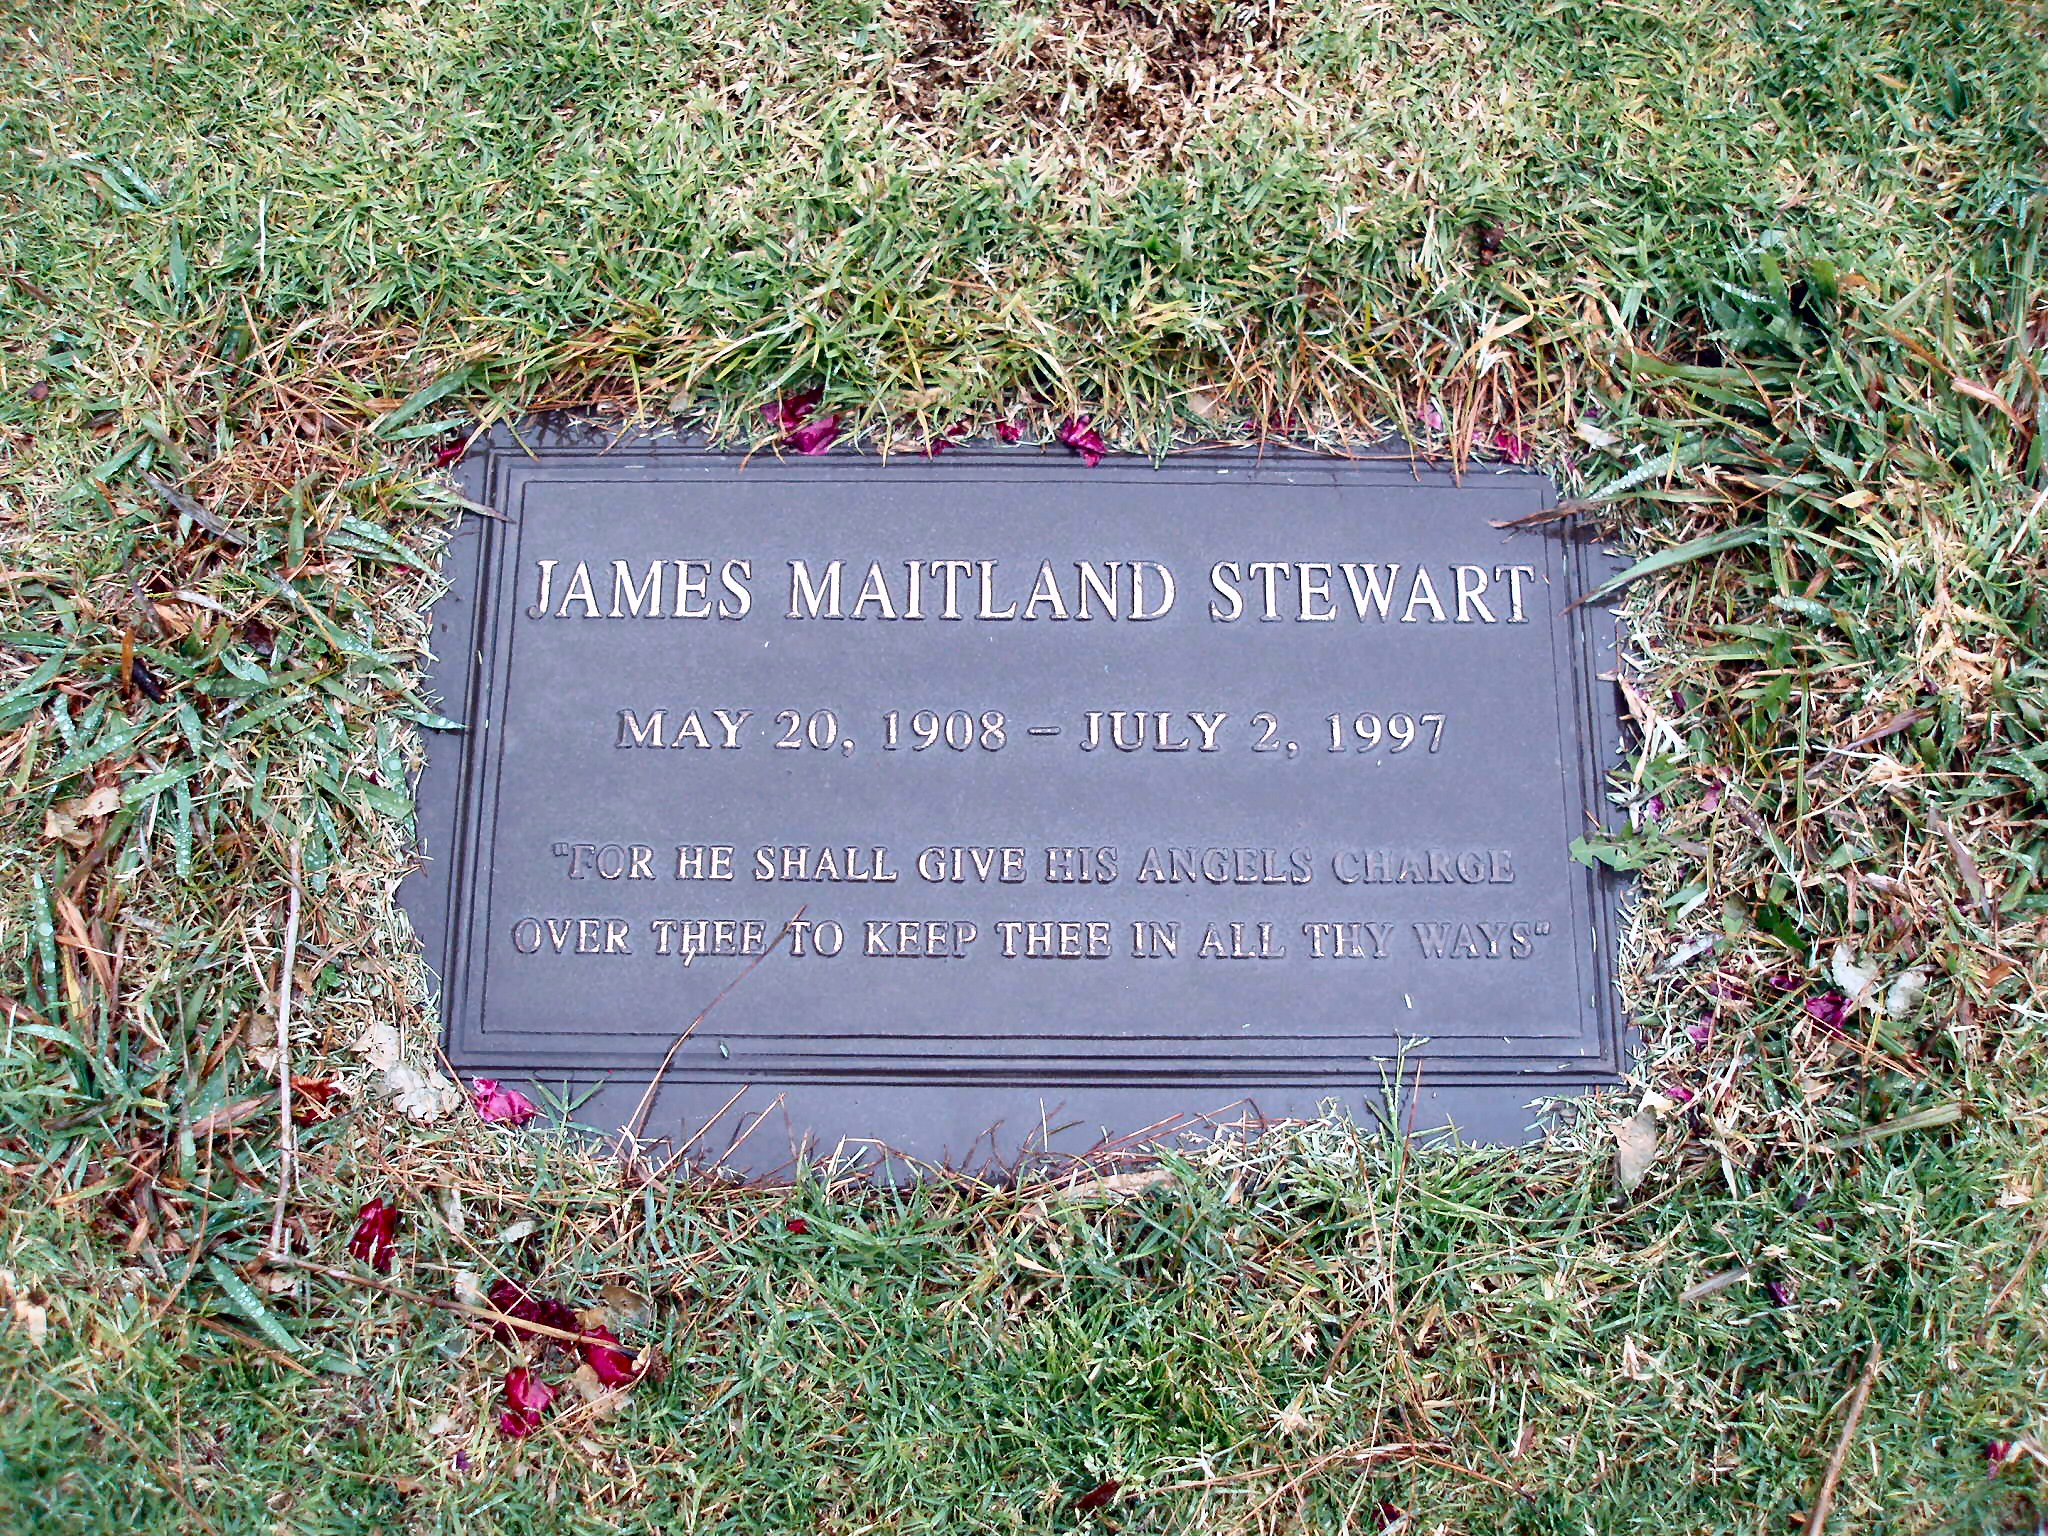 JAMES MAITLAND STEWART
MAY 20, 1908 – JULY 2, 1997
"FOR HE SHALL GIVE HIS ANGELS CHARGE
OVER THEE TO KEEP THEE IN ALL THY WAYS"